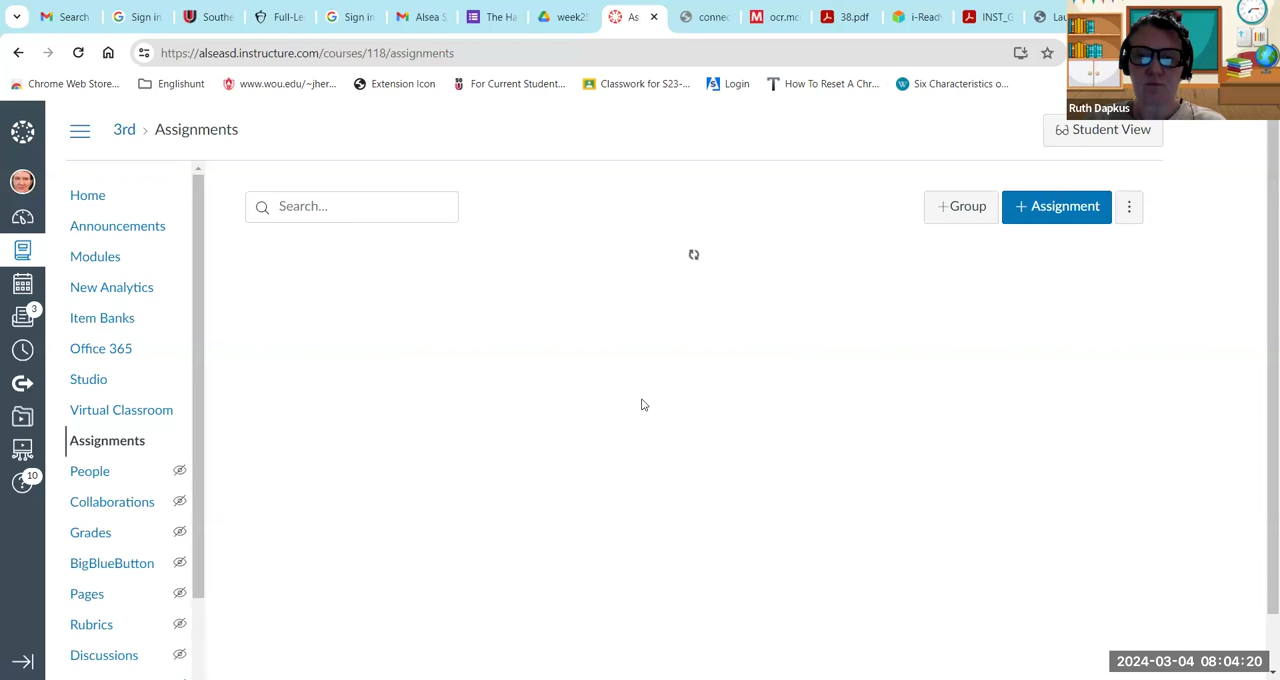 Search
Sign in
Southe
Full-Le
Sign in
Alsea S
The Ha
week2
As
connec
ocr.mc
38.pdf
i-Ready
INST_G
Lau
https://alseasd.instructure.com/courses/118/assignments
Chrome Web Store...
Englishunt
www.wou.edu/~jher...
Extension Icon
For Current Student...
Classwork for S23-...
Login
How To Reset A Chr...
Six Characteristics o...
Ruth Dapkus
3rd › Assignments
Student View
Home
Announcements
Modules
New Analytics
Item Banks
Office 365
Studio
Virtual Classroom
Assignments
People
Collaborations
Grades
BigBlueButton
Pages
Rubrics
Discussions
Search...
+ Group
+ Assignment
3
10
2024-03-04 08:04:20